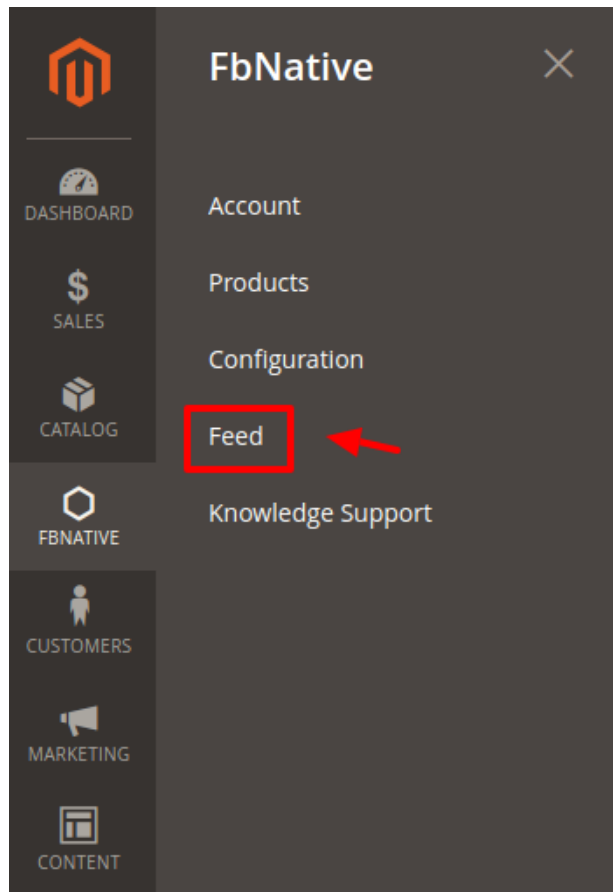 FbNative
DASHBOARD
SALES
CATALOG
FBNATIVE
CUSTOMERS
MARKETING
CONTENT
Account
Products
Configuration
Feed
Knowledge Support